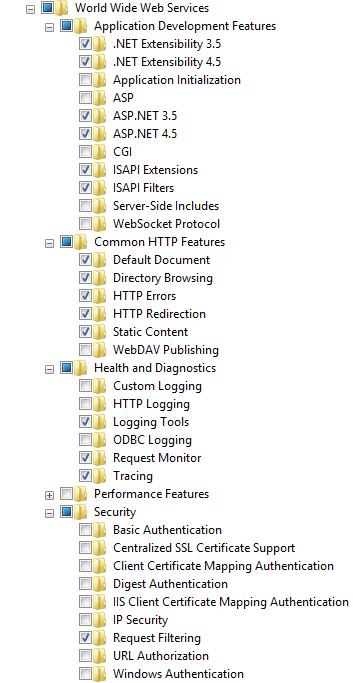 World Wide Web Services
Application Development Features
.NET Extensibility 3.5
.NET Extensibility 4.5
Application Initialization
ASP
ASP.NET 3.5
ASP.NET 4.5
CGI
ISAPI Extensions
ISAPI Filters
Server-Side Includes
WebSocket Protocol
Common HTTP Features
Default Document
Directory Browsing
HTTP Errors
HTTP Redirection
Static Content
WebDAV Publishing
Health and Diagnostics
Custom Logging
HTTP Logging
Logging Tools
ODBC Logging
Request Monitor
Tracing
Performance Features
Security
Basic Authentication
Centralized SSL Certificate Support
Client Certificate Mapping Authentication
Digest Authentication
IIS Client Certificate Mapping Authentication
IP Security
Request Filtering
URL Authorization
Windows Authentication